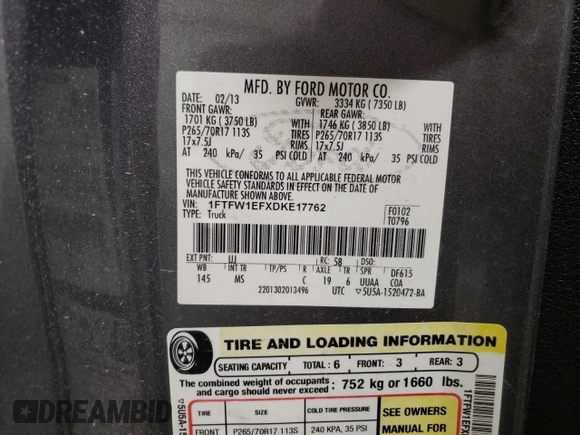 MFD. BY FORD MOTOR CO.
DATE: 02/13 GVWR: 3334 KG ( 7350 LB)
FRONT GAWR: REAR GAWR:
1701 KG ( 3750 LB) WITH 1746 KG ( 3850 LB) WITH
P265/70R17 113S TIRES P265/70R17 113S TIRES
17x7.5J RIMS 17x7.5J RIMS
AT 240 kPa/ 35 PSI COLD AT 240 kPa/ 35 PSI COLD
THIS VEHICLE CONFORMS TO ALL APPLICABLE FEDERAL MOTOR
VEHICLE SAFETY STANDARDS IN EFFECT ON THE DATE OF
MANUFACTURE SHOWN ABOVE.
VIN: 1FTFW1EFXDKE17762
TYPE: Truck
F0102
T0796
EXT PNT: UJ RC: 58 DSO:
WB INT TR TP/PS R AXLE TR SPR DF615
145 MS C 19 6 UUAA COA
2201302013496 UTC ▽5U5A-1520472-BA
TIRE AND LOADING INFORMATION
SEATING CAPACITY TOTAL : 6 FRONT: 3 REAR: 3
The combined weight of occupants
and cargo should never exceed: 752 kg or 1660 lbs.
TIRE SIZE COLD TIRE PRESSURE
FRONT P265/70R17 113S 240 KPA, 35 PSI
SEE OWNERS
MANUAL FOR
▽5U5A-15
1FTFW1EFX
DREAMBID